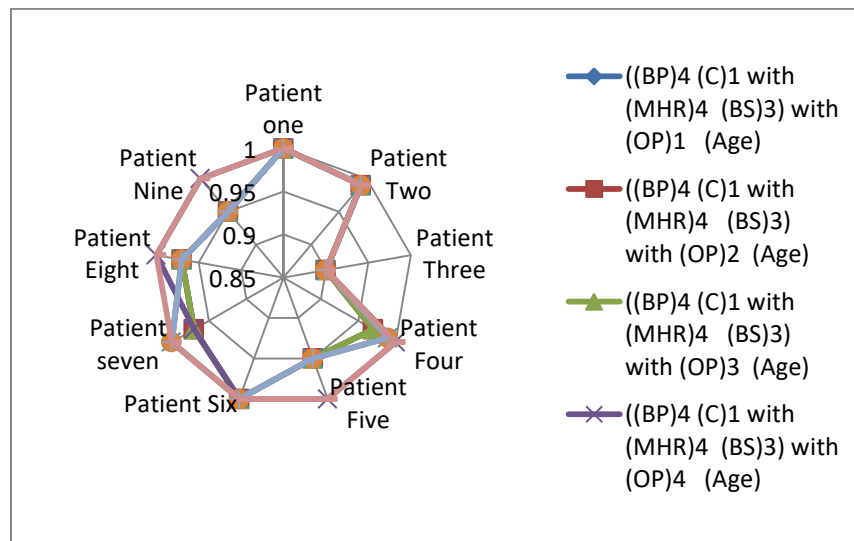 Patient
one
1
Patient
Nine
Patient
Two
0.95
Patient
Eight
0.9
Patient
Three
0.85
Patient
seven
Patient
Four
Patient Six
Patient
Five
((BP)4 (C)1 with
(MHR)4 (BS)3) with
(OP)1 (Age)
((BP)4 (C)1 with
(MHR)4 (BS)3)
with (OP)2 (Age)
((BP)4 (C)1 with
(MHR)4 (BS)3)
with (OP)3 (Age)
((BP)4 (C)1 with
(MHR)4 (BS)3) with
(OP)4 (Age)